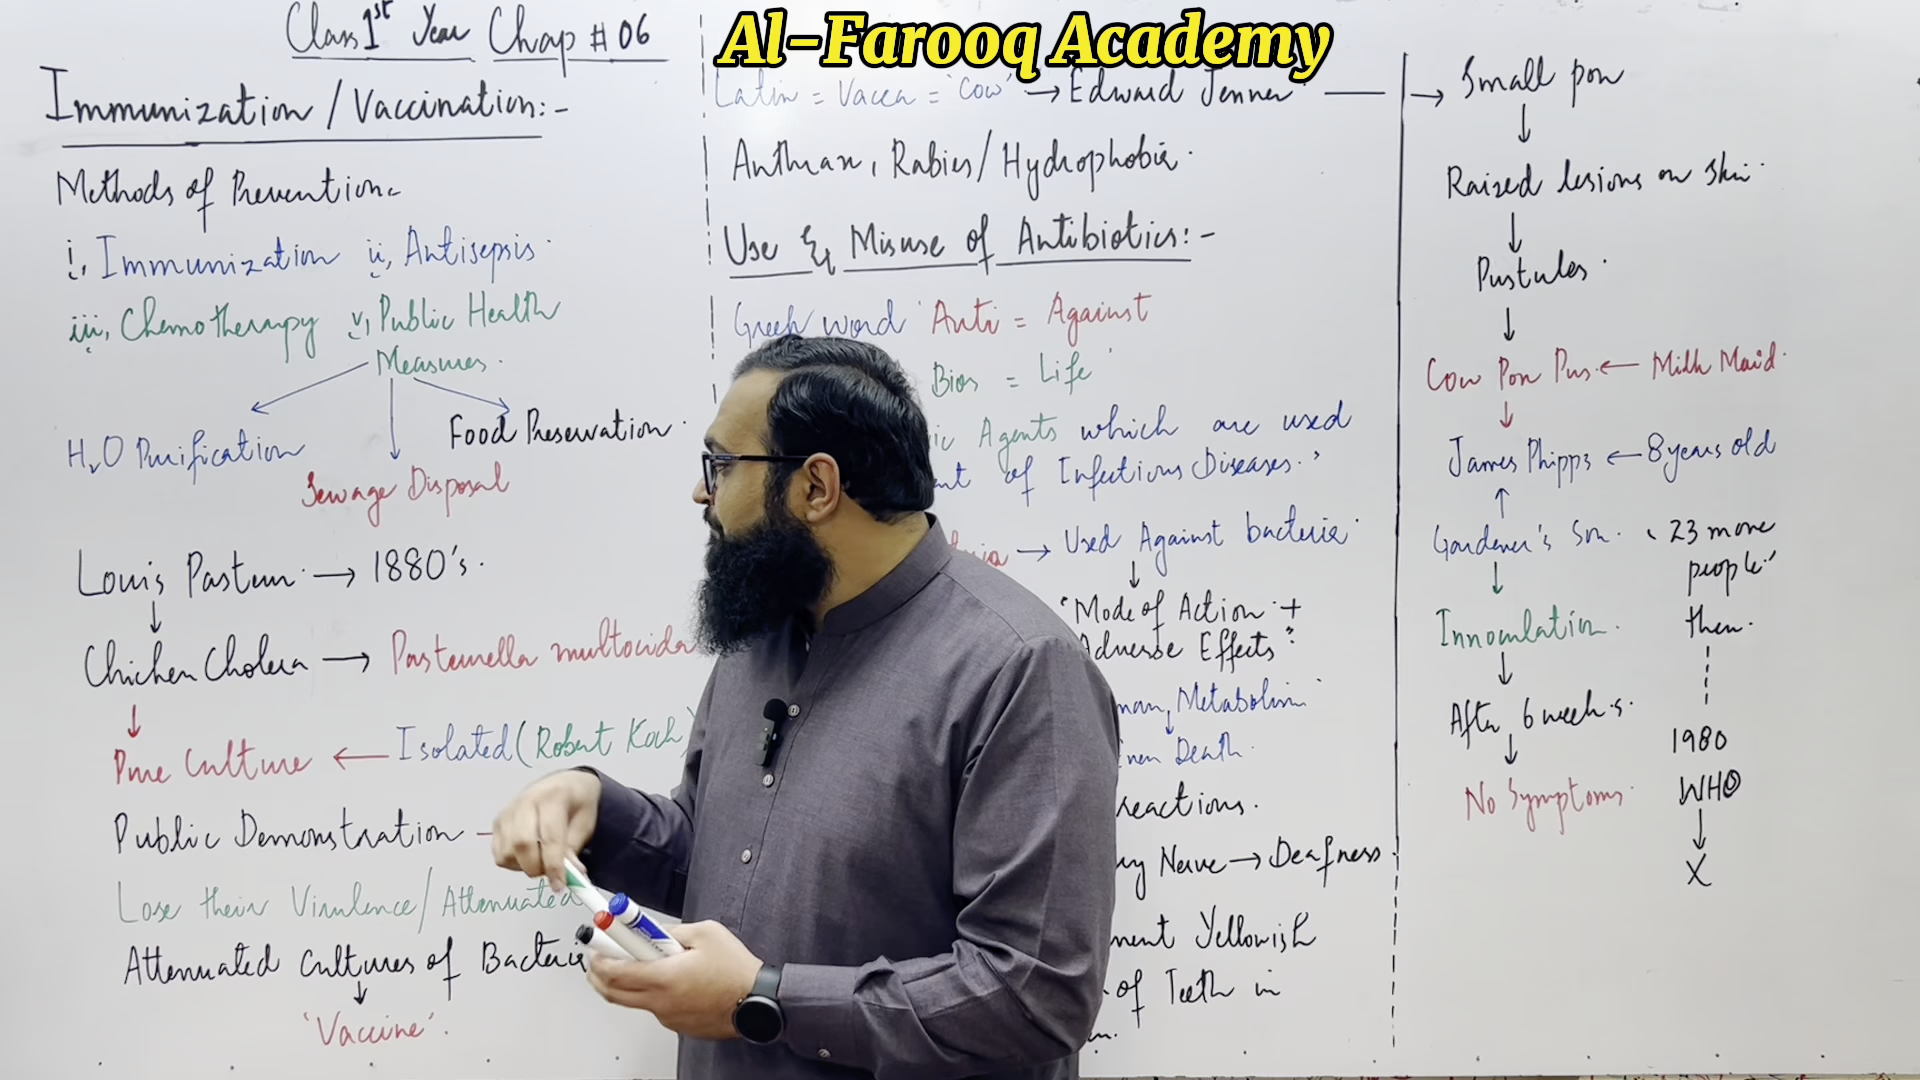 Al-Farooq Academy
Class 1st Year Chap # 06
Immunization / Vaccination:-
Methods of Prevention
i, Immunization ii, Antisepsis
iii, Chemotherapy v, Public Health
Measures.
H2O Purification
Sewage Disposal
Food Preservation.
Louis Pasteur → 1880's.
↓
Chicken Cholera → Pasteurella multocida
↓
Pure Culture ← Isolated (Robert Koch)
Public Demonstration
Lose their Virulence/Attenuated
Attenuated Cultures of Bacteria
↓
'Vaccine'.
Latin = Vacca = 'Cow' → Edward Jenner
Anthrax, Rabies/Hydrophobia.
Use & Misuse of Antibiotics:-
Greek word 'Anti = Against
Bios = Life'
Agents which are used
of Infectious Diseases."
→ Used Against bacteria
↓
"Mode of Action +
Adverse Effects"
Metabolism
Death.
reactions.
Nerve → Deafness.
Yellowish
of Teeth in
→ Small pox
↓
Raised lesions on skin.
↓
Pustules.
↓
Cow Pox Pus ← Milk Maid.
↓
James Phipps ← 8 years old
↑
Gardener's Son.
↓
Innoculation.
↓
After 6 weeks.
↓
No Symptoms.
23 more
people"
then.
1980
WHO
↓
X